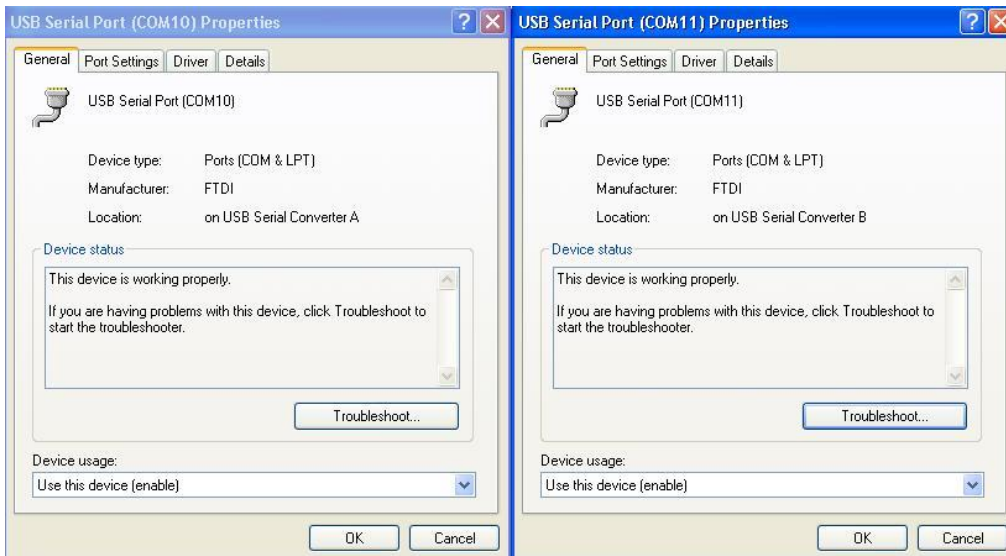 USB Serial Port (COM10) Properties
General Port Settings Driver Details
USB Serial Port (COM10)
Device type: Ports (COM & LPT)
Manufacturer: FTDI
Location: on USB Serial Converter A
Device status
This device is working properly.
If you are having problems with this device, click Troubleshoot to
start the troubleshooter.
Troubleshoot...
Device usage:
Use this device (enable)
OK Cancel
USB Serial Port (COM11) Properties
General Port Settings Driver Details
USB Serial Port (COM11)
Device type: Ports (COM & LPT)
Manufacturer: FTDI
Location: on USB Serial Converter B
Device status
This device is working properly.
If you are having problems with this device, click Troubleshoot to
start the troubleshooter.
Troubleshoot...
Device usage:
Use this device (enable)
OK Cancel